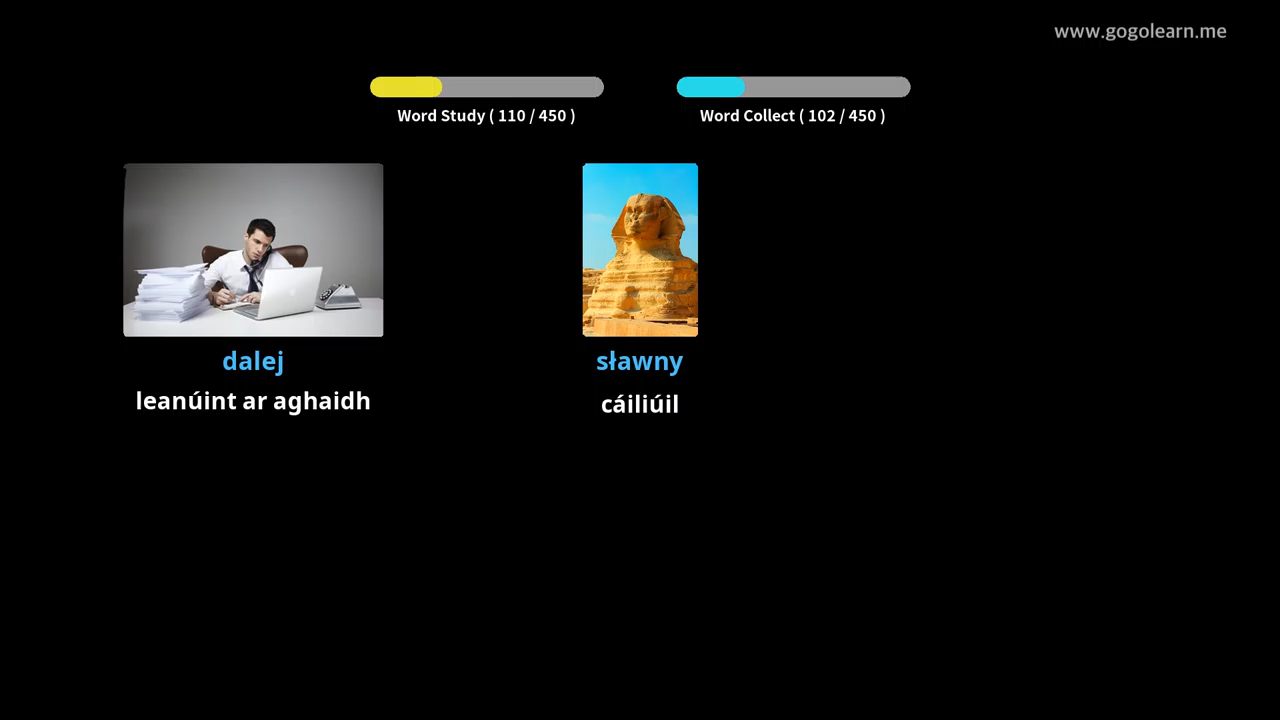 www.gogolearn.me
Word Study ( 110 / 450 )
Word Collect ( 102 / 450 )
dalej
leanúint ar aghaidh
sławny
cáiliúil